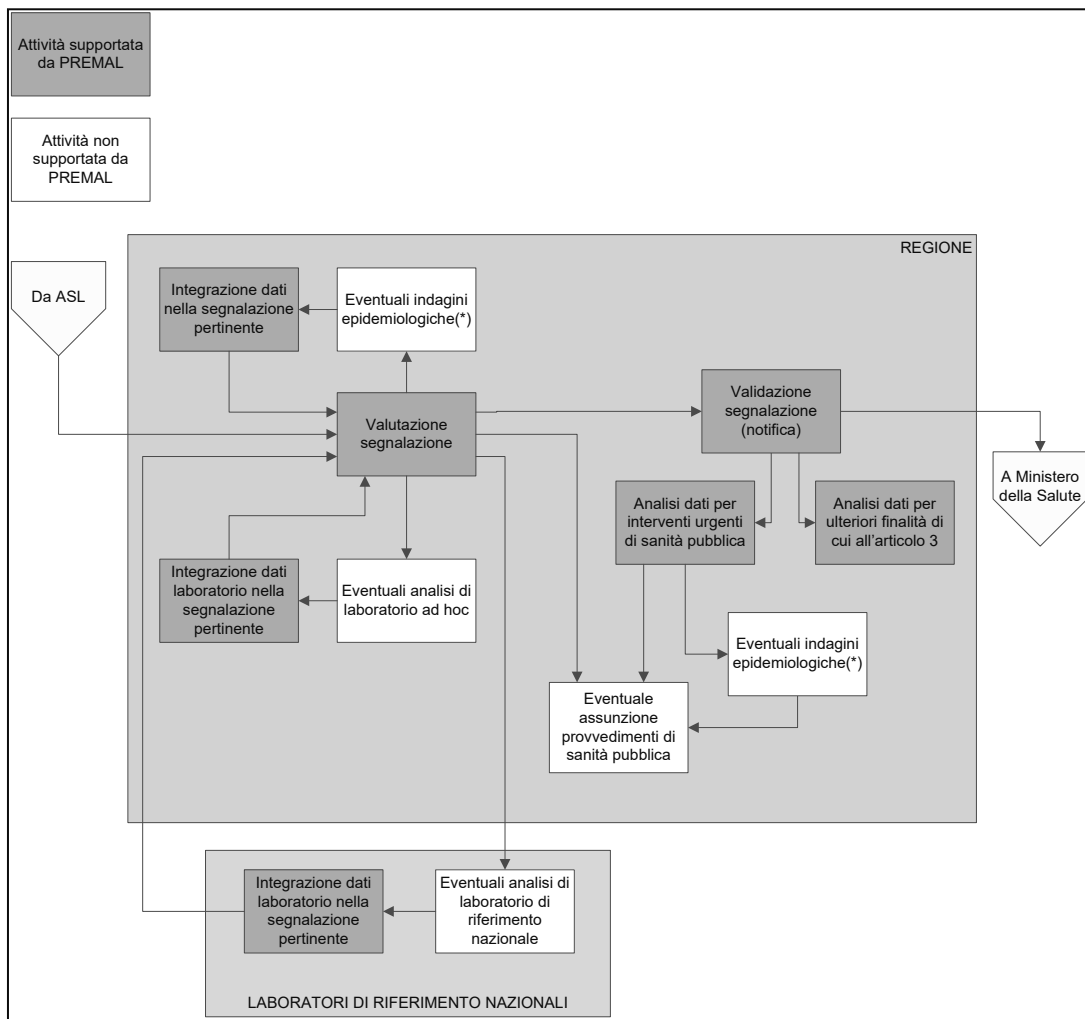 Attività supportata
da PREMAL
Attività non
supportata da
PREMAL
REGIONE
Da ASL
Integrazione dati
nella segnalazione
pertinente
Eventuali indagini
epidemiologiche(*)
Valutazione
segnalazione
Validazione
segnalazione
(notifica)
A Ministero
della Salute
Analisi dati per
interventi urgenti
di sanità pubblica
Analisi dati per
ulteriori finalità di
cui all'articolo 3
Integrazione dati
laboratorio nella
segnalazione
pertinente
Eventuali analisi di
laboratorio ad hoc
Eventuali indagini
epidemiologiche(*)
Eventuale
assunzione
provvedimenti di
sanità pubblica
Integrazione dati
laboratorio nella
segnalazione
pertinente
Eventuali analisi di
laboratorio di
riferimento
nazionale
LABORATORI DI RIFERIMENTO NAZIONALI